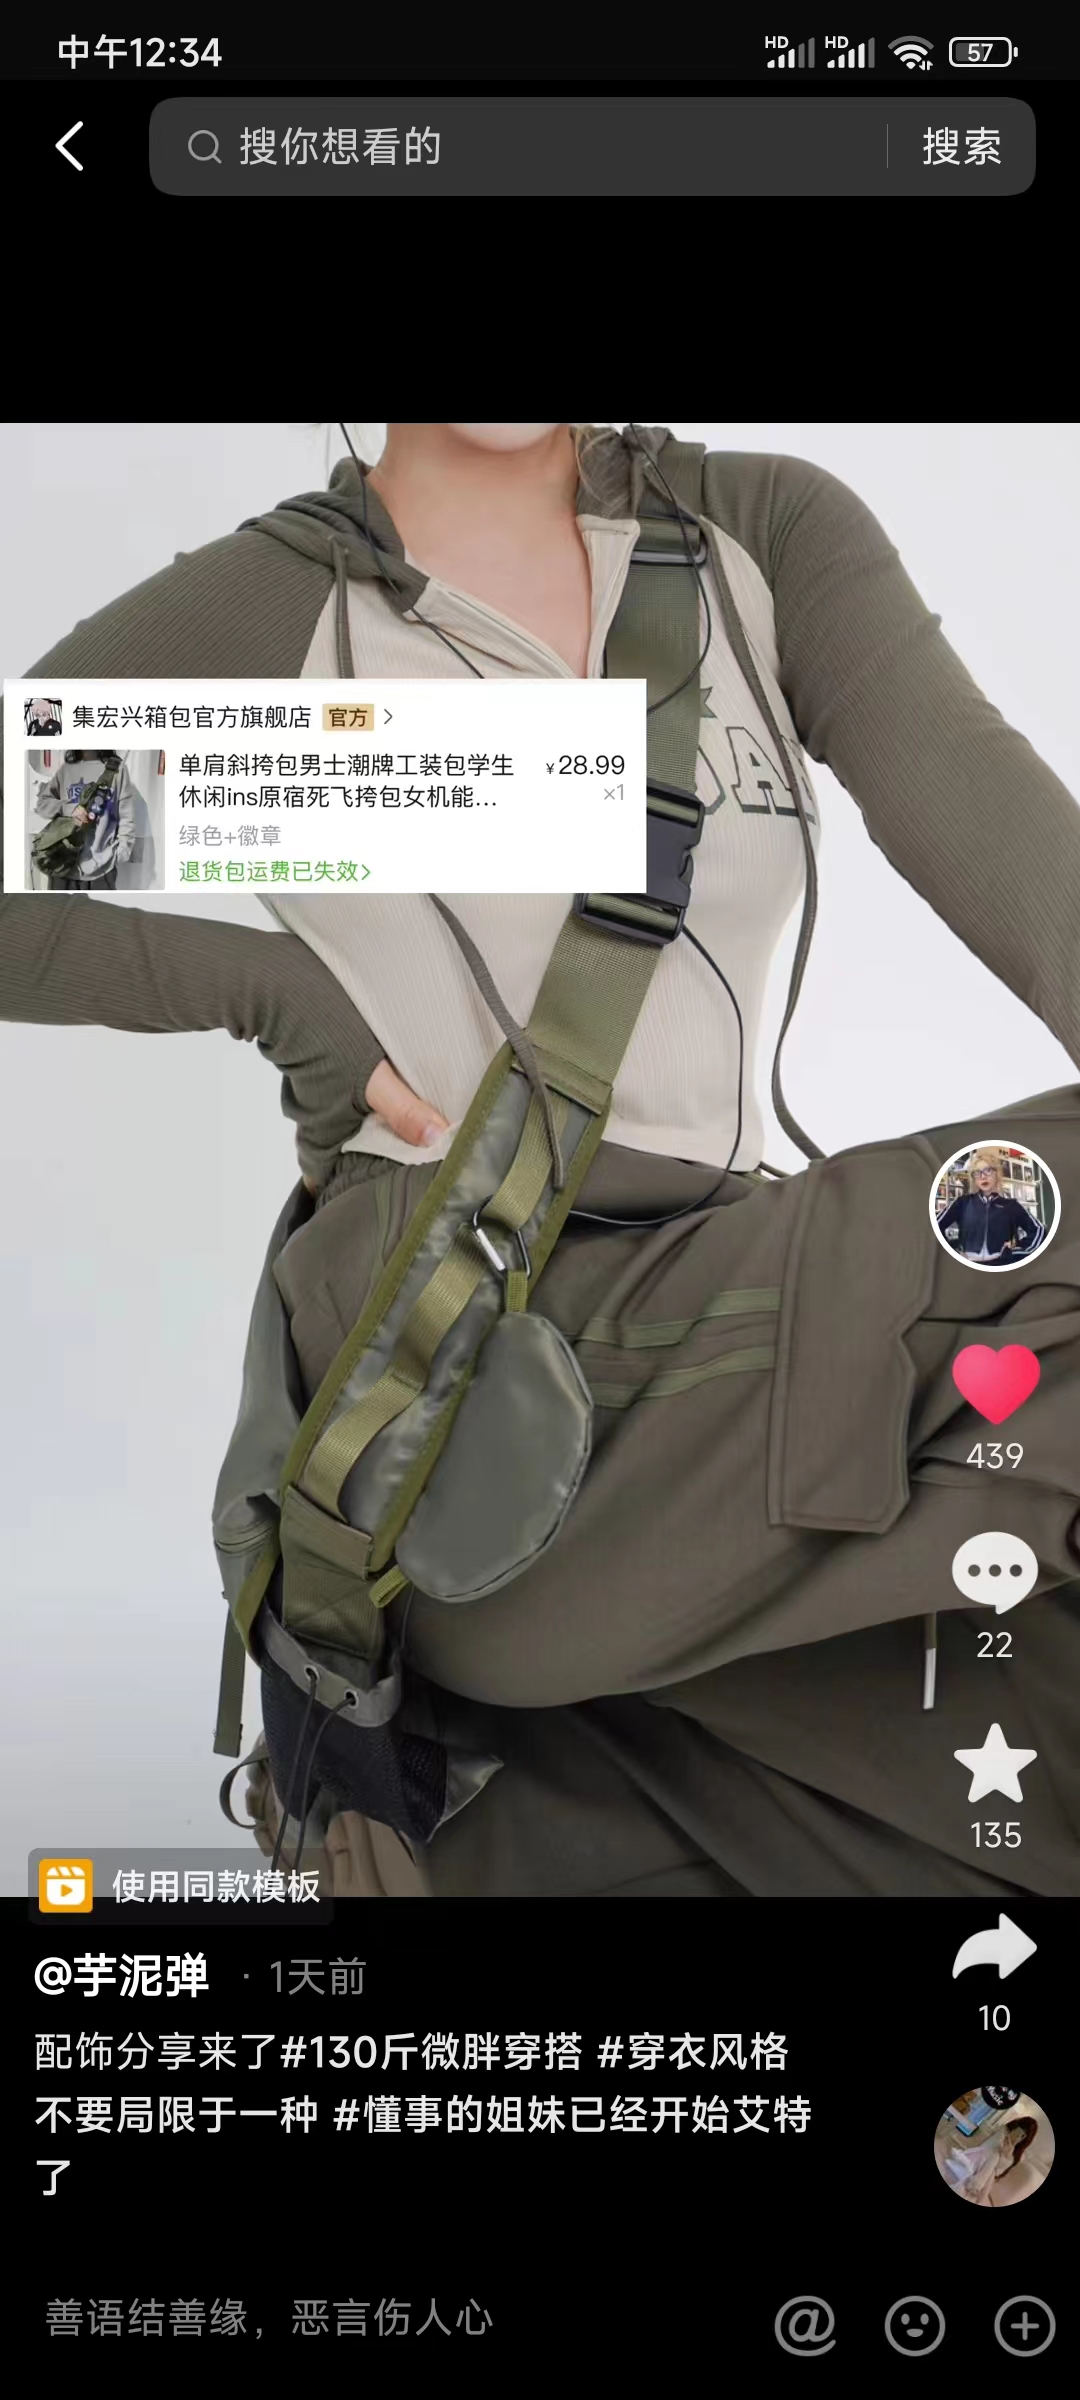 中午12:34
HD HD 57
搜你想看的 搜索
集宏兴箱包官方旗舰店 官方
单肩斜挎包男士潮牌工装包学生 ¥28.99
休闲ins原宿死飞挎包女机能... ×1
绿色+徽章
退货包运费已失效
439
22
135
使用同款模板
@芋泥弹 · 1天前
10
配饰分享来了#130斤微胖穿搭 #穿衣风格
不要局限于一种 #懂事的姐妹已经开始艾特
了
善语结善缘，恶言伤人心